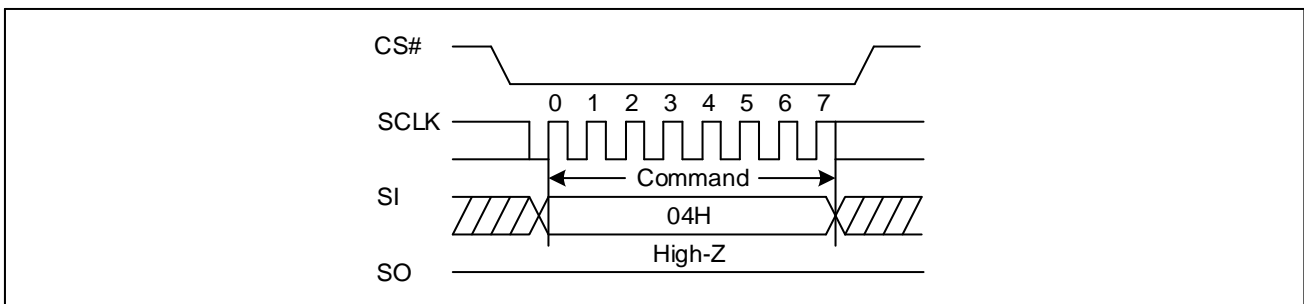 CS#
0 1 2 3 4 5 6 7
SCLK
Command
SI
04H
High-Z
SO